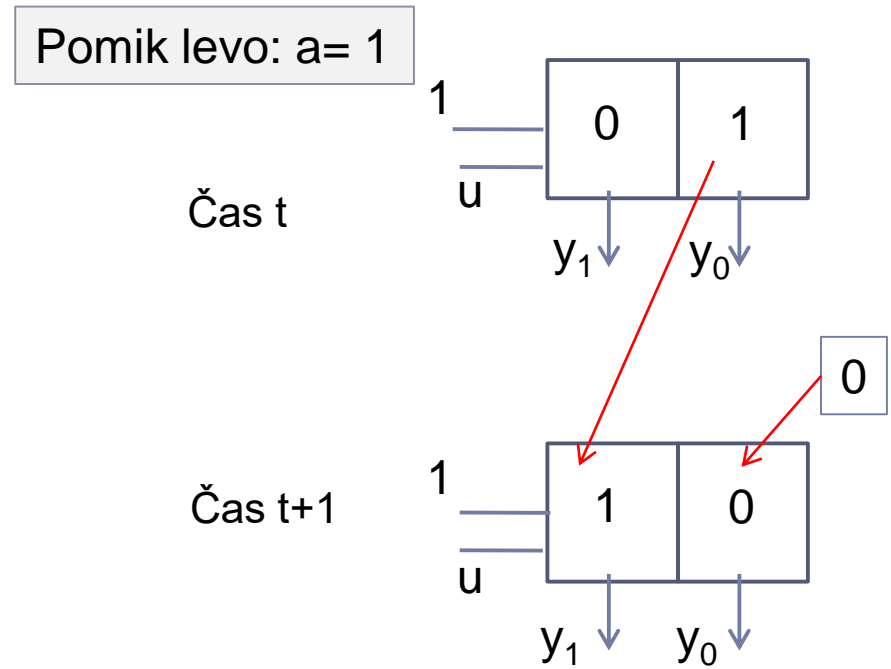 Pomik levo: a= 1
1
0 1
u
Čas t
y₁ y₀
0
1
1 0
Čas t+1
u
y₁ y₀